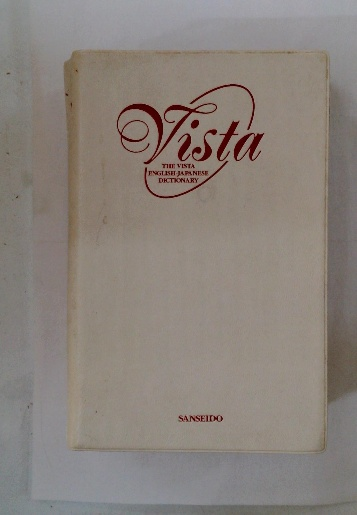 Vista
THE VISTA
ENGLISH-JAPANESE
DICTIONARY
SANSEIDO